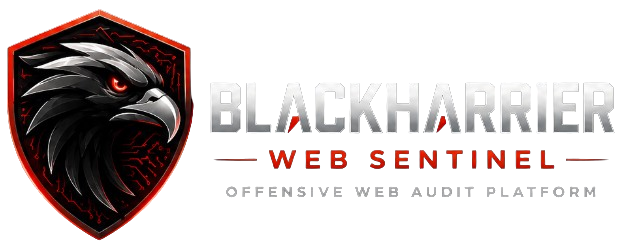 BLACKHARRIER
WEB SENTINEL
OFFENSIVE WEB AUDIT PLATFORM